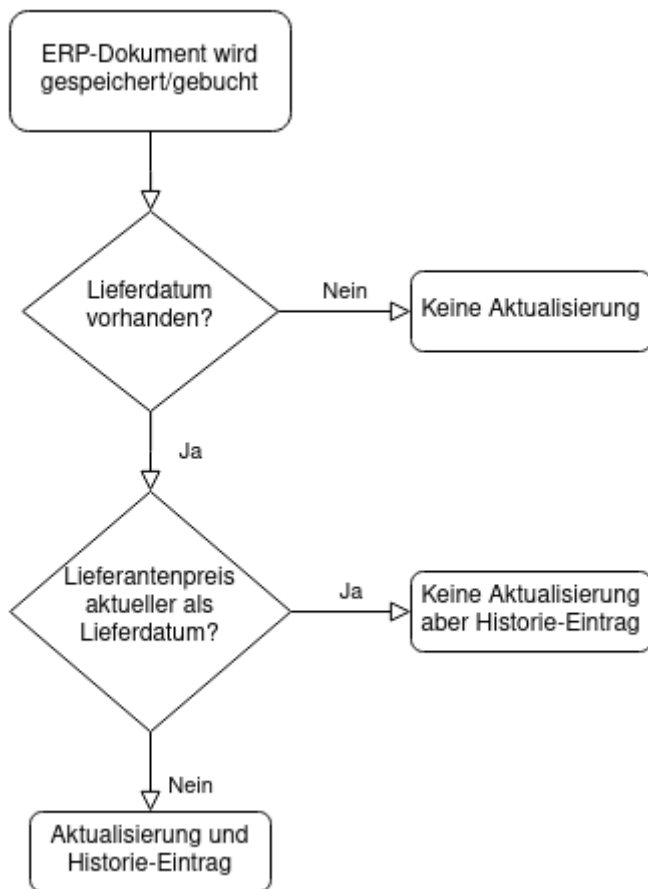 ERP-Dokument wird
gespeichert/gebucht
Lieferdatum
vorhanden?
Nein
Keine Aktualisierung
Ja
Lieferantenpreis
aktueller als
Lieferdatum?
Ja
Keine Aktualisierung
aber Historie-Eintrag
Nein
Aktualisierung und
Historie-Eintrag